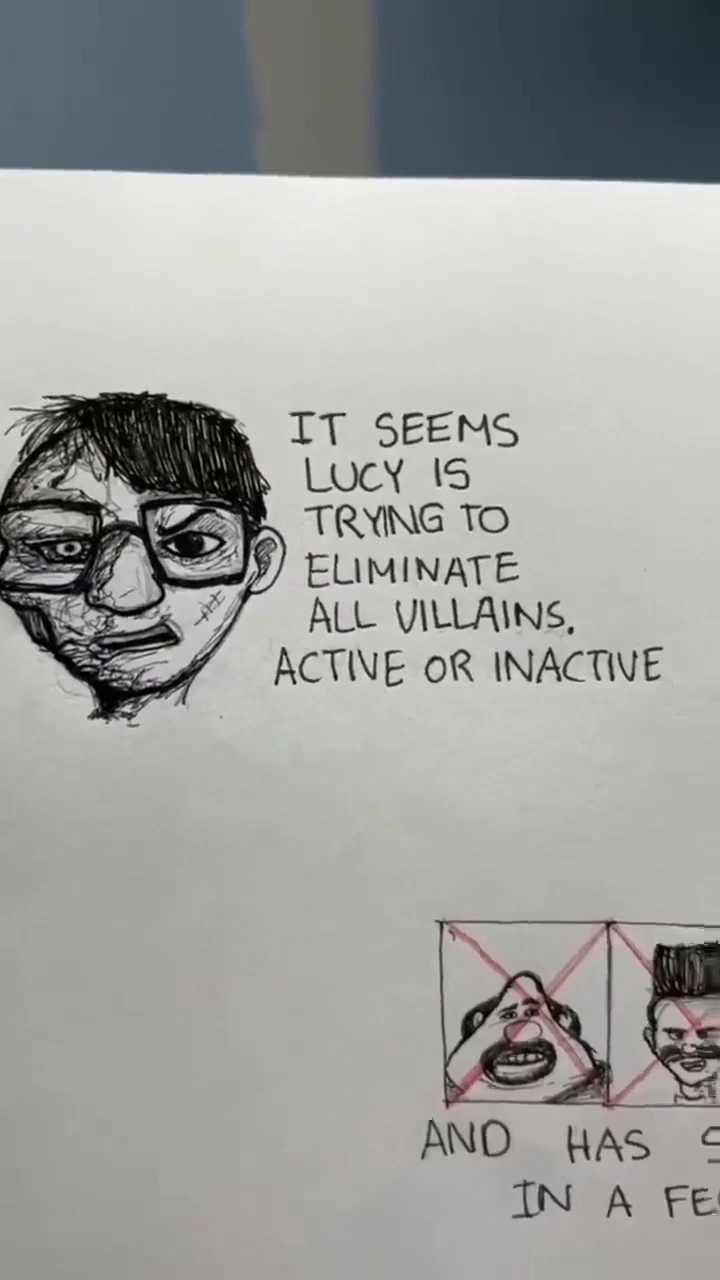 IT SEEMS
LUCY IS
TRYING TO
ELIMINATE
ALL VILLAINS.
ACTIVE OR INACTIVE
AND HAS
IN A